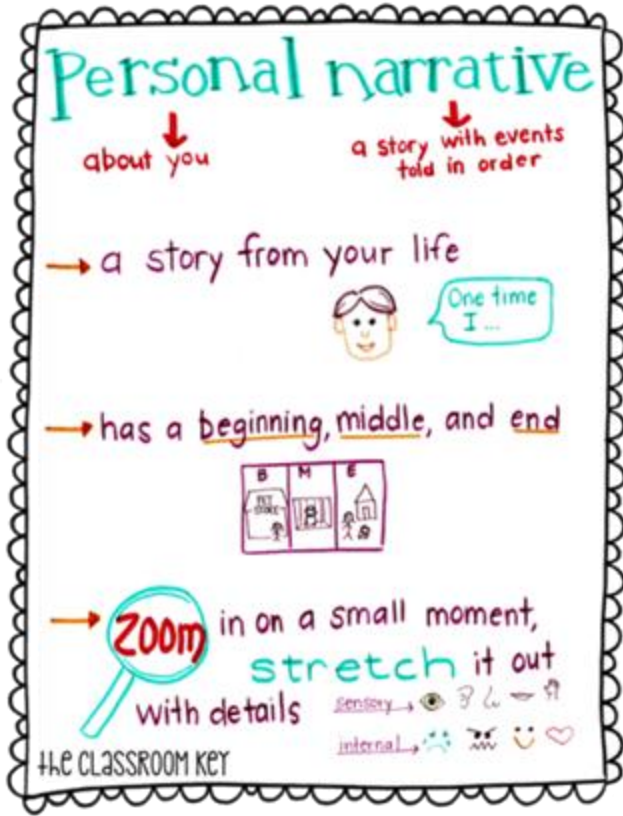 Personal narrative
about you
a story with events
told in order
a story from your life
One time
I ...
has a beginning, middle, and end
B M E
PET
STORE
ZOOM in on a small moment,
stretch it out
with details
sensory
internal
the CLASSROOM KEY